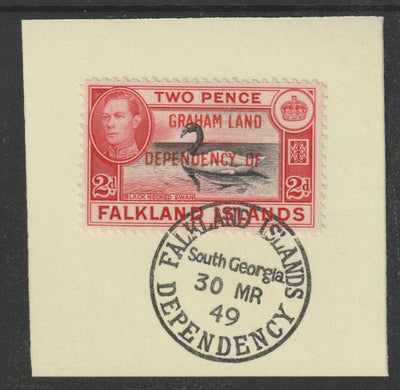 TWO PENCE
GRAHAM LAND
DEPENDENCY OF
2d. 2d.
BLACK NECKED SWAN
FALKLAND ISLANDS
FALKLAND ISLANDS
South Georgia
30 MR
49
DEPENDENCY